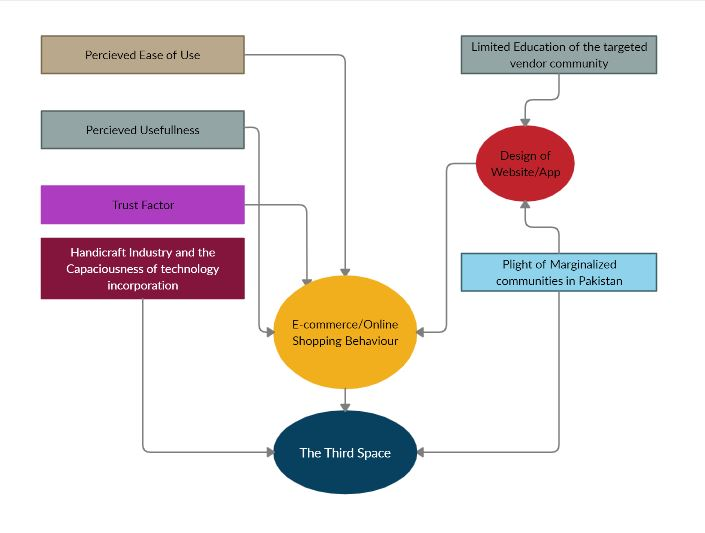 Percieved Ease of Use
Limited Education of the targeted
vendor community
Percieved Usefullness
Design of
Website/App
Trust Factor
Handicraft Industry and the
Capaciousness of technology
incorporation
Plight of Marginalized
communities in Pakistan
E-commerce/Online
Shopping Behaviour
The Third Space